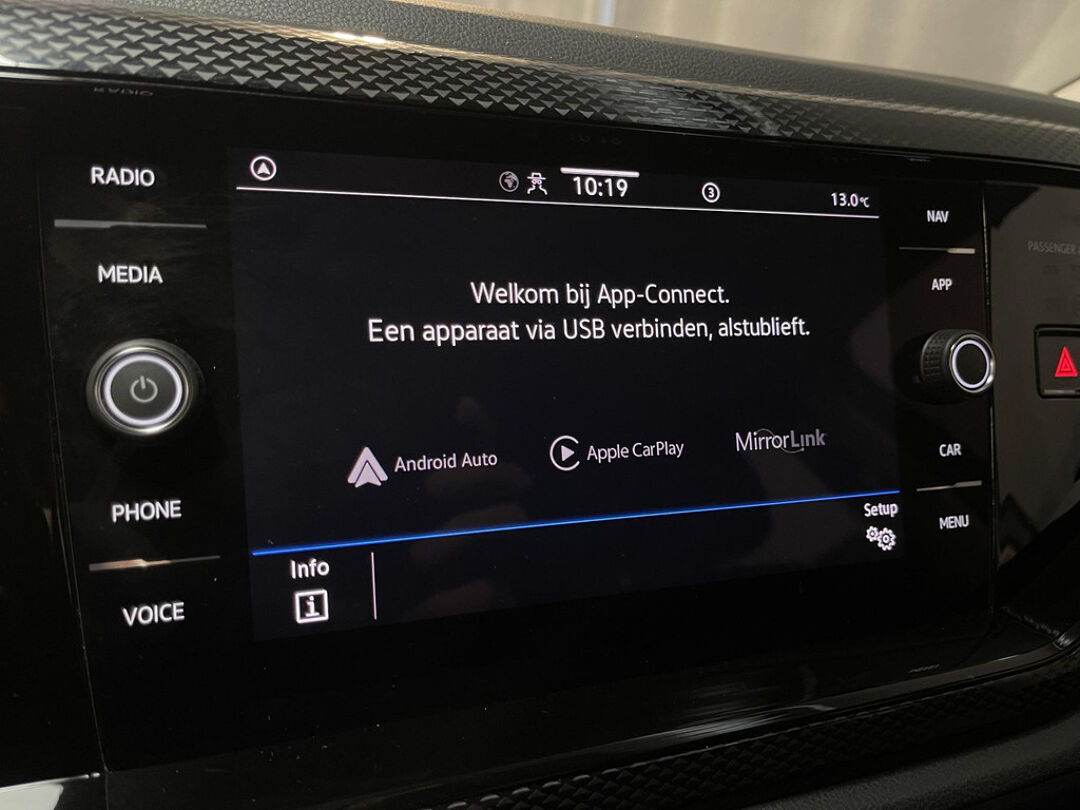 RADIO
MEDIA
PHONE
VOICE
10:19
3
13.0°C
Welkom bij App-Connect.
Een apparaat via USB verbinden, alstublieft.
Android Auto
Apple CarPlay
MirrorLink
Info
i
Setup
NAV
APP
CAR
MENU
PASSENGER